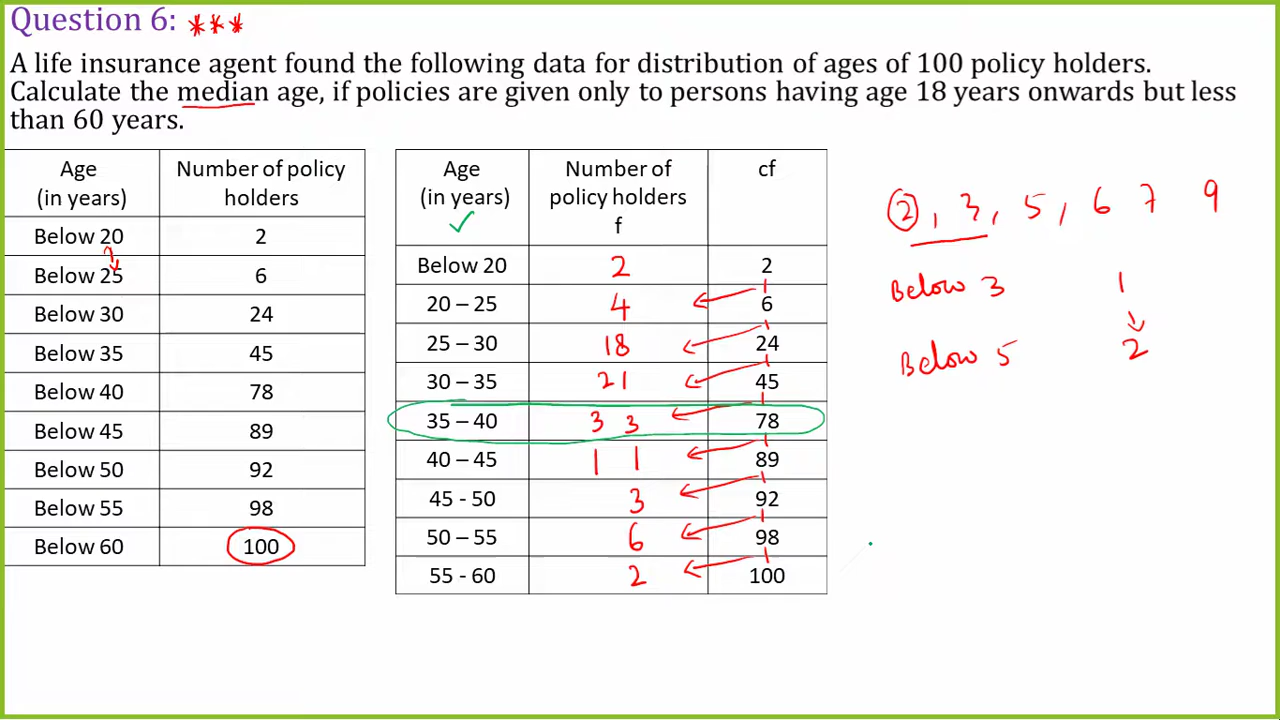 Question 6: ***
A life insurance agent found the following data for distribution of ages of 100 policy holders.
Calculate the median age, if policies are given only to persons having age 18 years onwards but less
than 60 years.
Age (in years) Number of policy holders
Below 20 2
Below 25 6
Below 30 24
Below 35 45
Below 40 78
Below 45 89
Below 50 92
Below 55 98
Below 60 100
Age (in years) ✓ Number of policy holders f cf
Below 20 2 2
20 – 25 4 6
25 – 30 18 24
30 – 35 21 45
35 – 40 33 78
40 – 45 11 89
45 - 50 3 92
50 – 55 6 98
55 - 60 2 100
2, 3, 5, 6 7 9
Below 3 1
Below 5 2